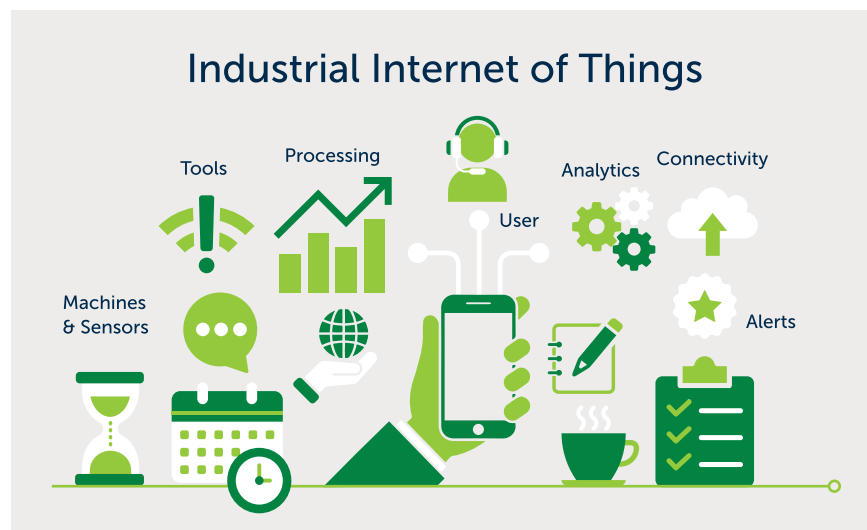 Industrial Internet of Things
Tools
Processing
User
Analytics
Connectivity
Machines
& Sensors
Alerts